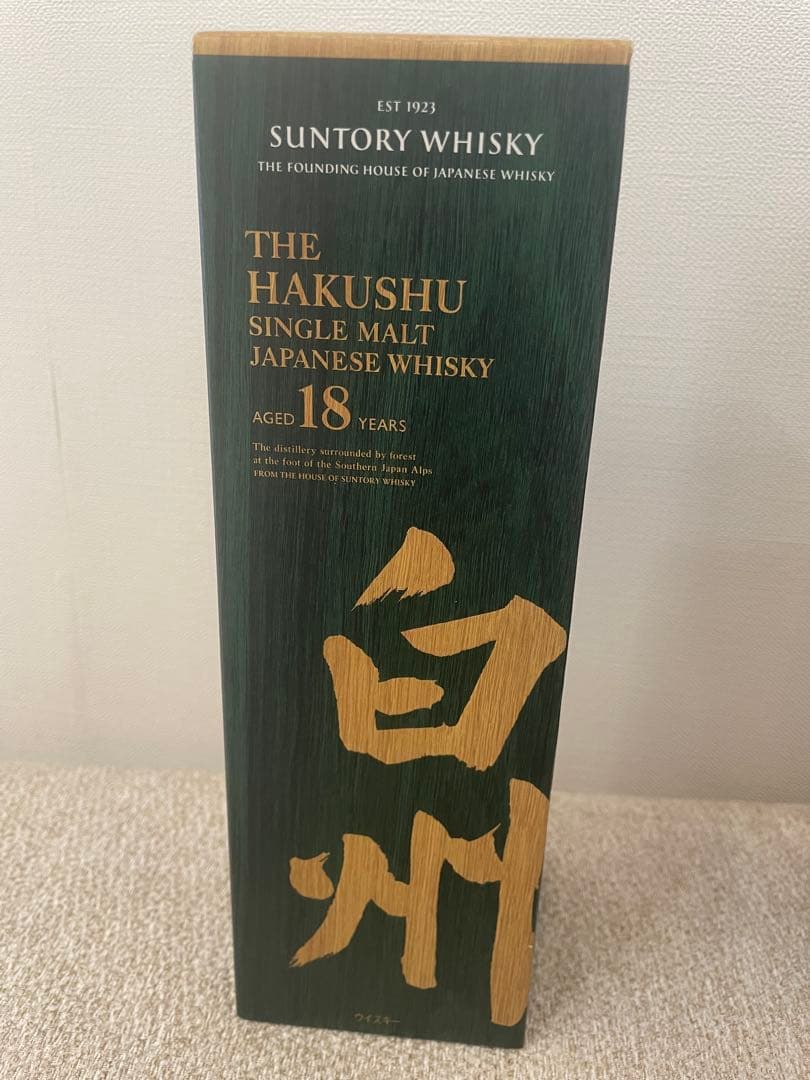 EST 1923
SUNTORY WHISKY
THE FOUNDING HOUSE OF JAPANESE WHISKY
THE
HAKUSHU
SINGLE MALT
JAPANESE WHISKY
AGED 18 YEARS
The distillery surrounded by forest
at the foot of the Southern Japan Alps
FROM THE HOUSE OF SUNTORY WHISKY
白
州
ウイスキー